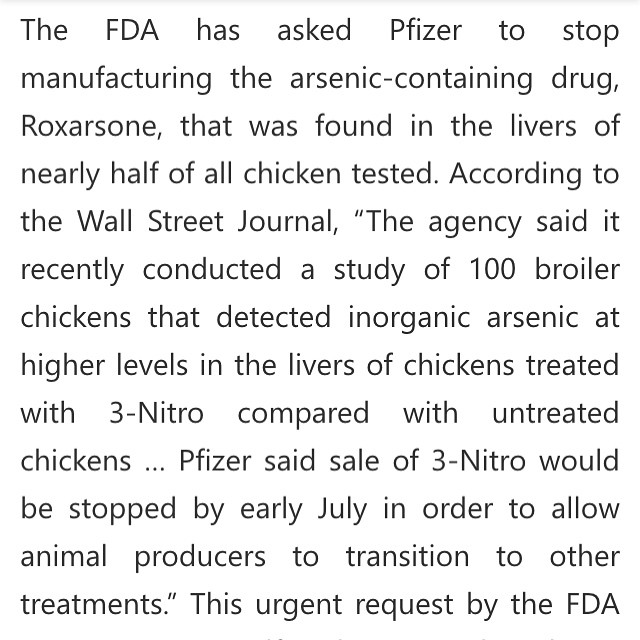 The FDA has asked Pfizer to stop
manufacturing the arsenic-containing drug,
Roxarsone, that was found in the livers of
nearly half of all chicken tested. According to
the Wall Street Journal, “The agency said it
recently conducted a study of 100 broiler
chickens that detected inorganic arsenic at
higher levels in the livers of chickens treated
with 3-Nitro compared with untreated
chickens … Pfizer said sale of 3-Nitro would
be stopped by early July in order to allow
animal producers to transition to other
treatments.” This urgent request by the FDA